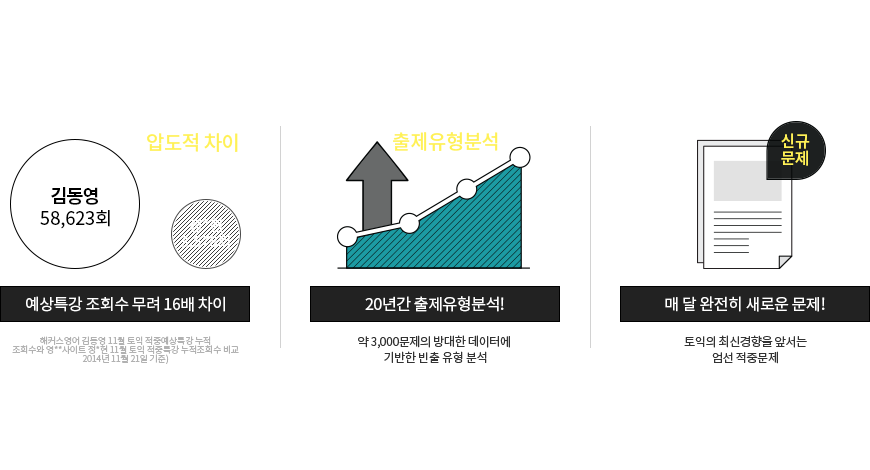 압도적 차이
김동영
58,623회
예상특강 조회수 무려 16배 차이
해커스영어 김동영 11월 토익 적중예상특강 누적
조회수와 영**사이트 정*현 11월 토익 적중특강 누적조회수 비교
2014년 11월 21일 기준)
출제유형분석
20년간 출제유형분석!
약 3,000문제의 방대한 데이터에
기반한 빈출 유형 분석
신규
문제
매 달 완전히 새로운 문제!
토익의 최신경향을 앞서는
엄선 적중문제